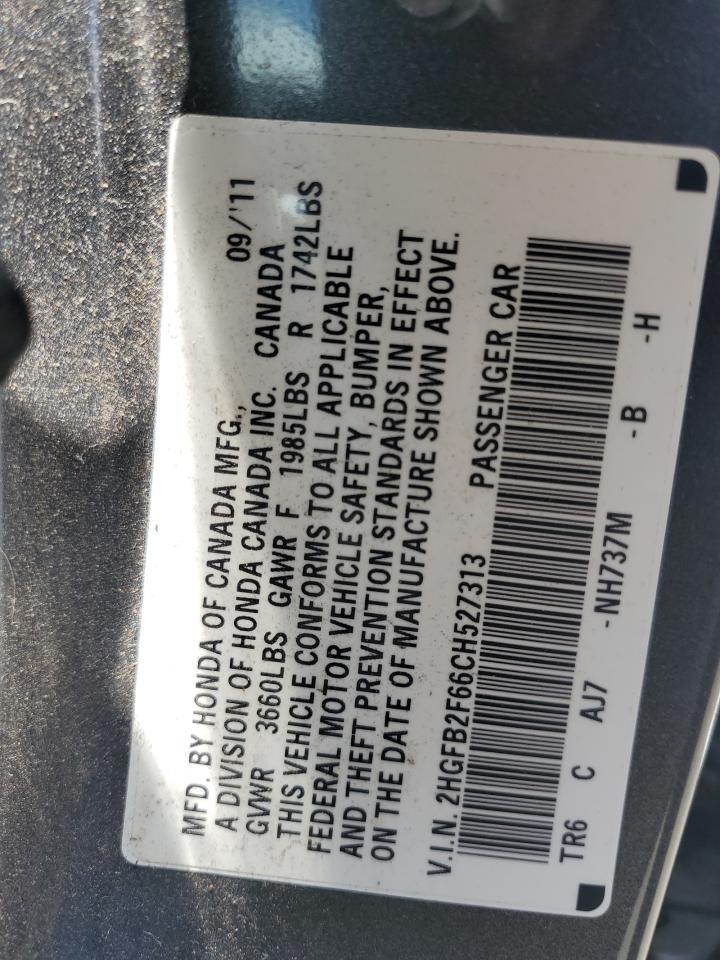 MFD. BY HONDA OF CANADA MFG., 09/'11
A DIVISION OF HONDA CANADA INC. CANADA
GVWR 3660LBS GAWR F 1985LBS R 1742LBS
THIS VEHICLE CONFORMS TO ALL APPLICABLE
FEDERAL MOTOR VEHICLE SAFETY, BUMPER,
AND THEFT PREVENTION STANDARDS IN EFFECT
ON THE DATE OF MANUFACTURE SHOWN ABOVE.
V.I.N. 2HGFB2F66CH527313 PASSENGER CAR
TR6 C AJ7 -NH737M -B -H